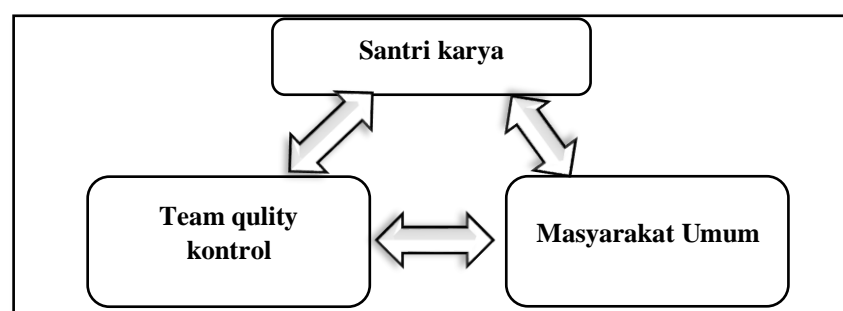 Santri karya
Team qulity
kontrol
Masyarakat Umum